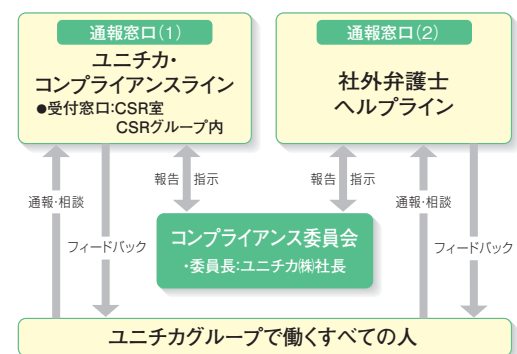 通報窓口(1)
ユニチカ・
コンプライアンスライン
●受付窓口:CSR室
CSRグループ内
通報窓口(2)
社外弁護士
ヘルプライン
通報・相談
フィードバック
報告 指示
報告 指示
通報・相談
フィードバック
コンプライアンス委員会
・委員長:ユニチカ㈱社長
ユニチカグループで働くすべての人